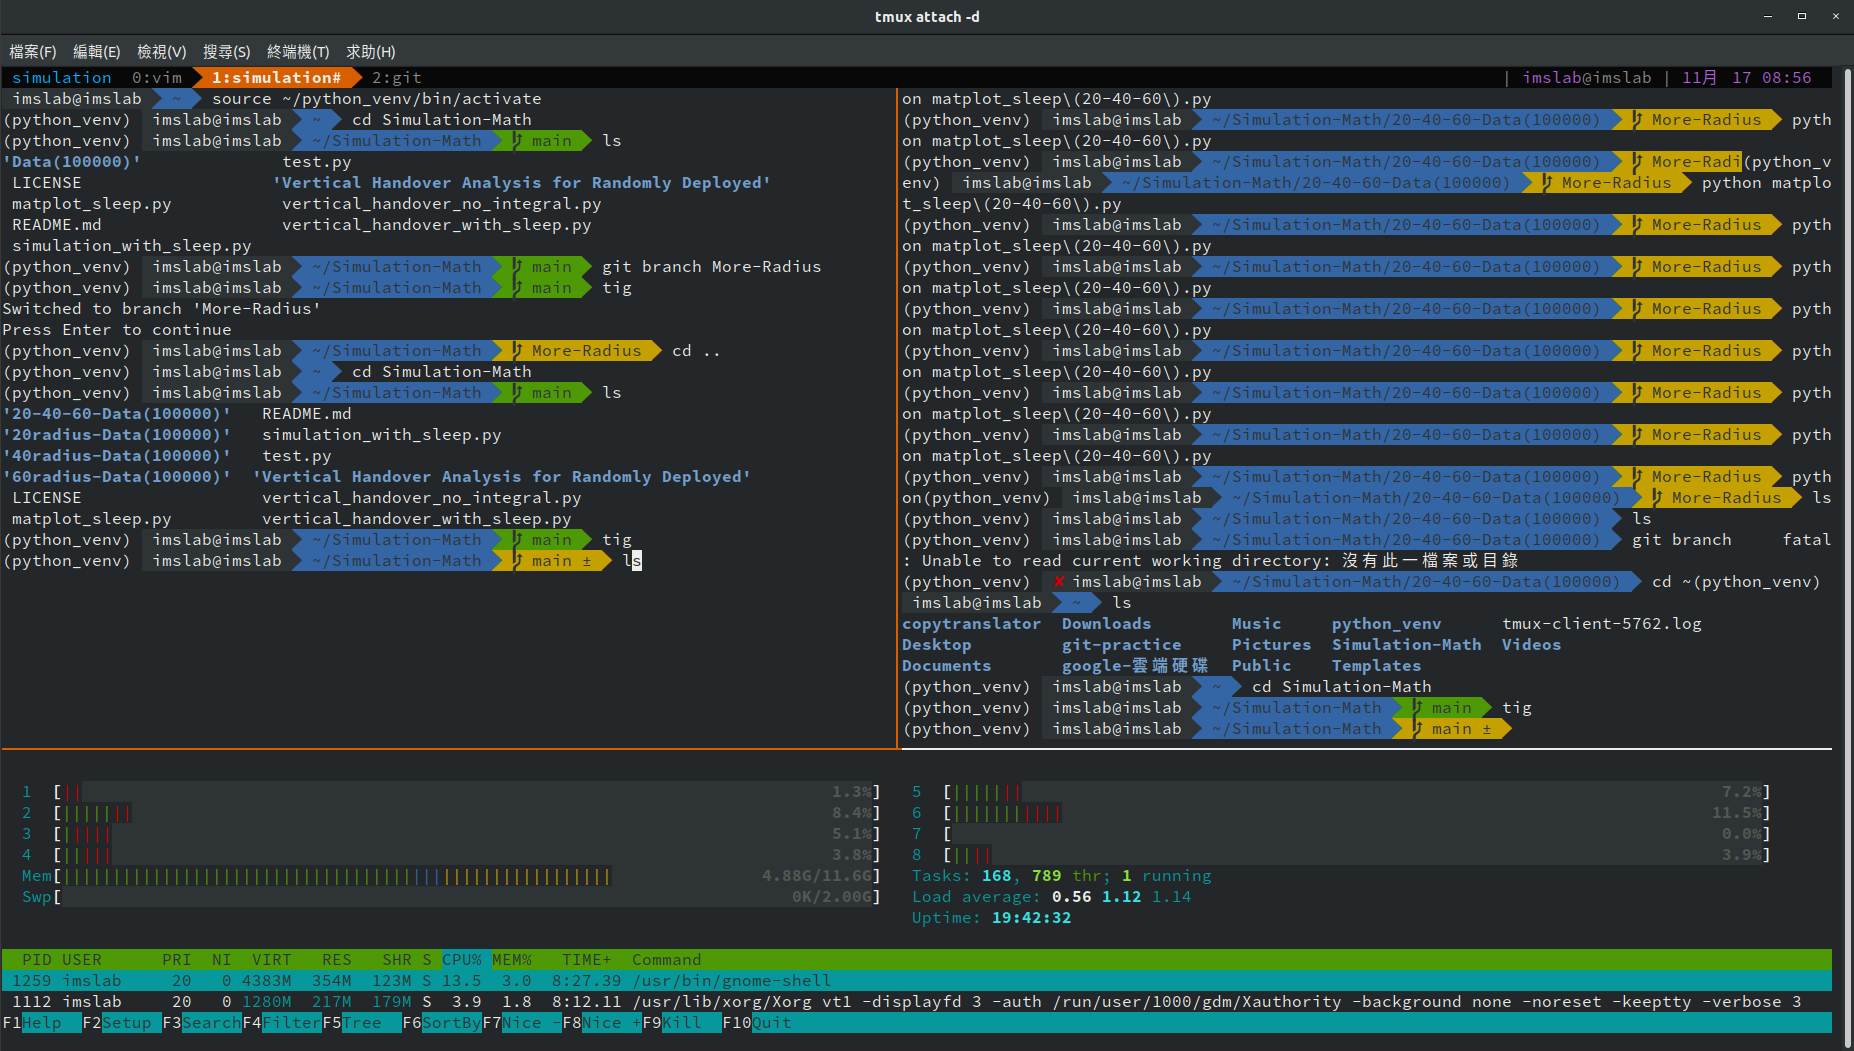 tmux attach -d
檔案(F) 編輯(E) 檢視(V) 搜尋(S) 終端機(T) 求助(H)
simulation 0:vim 1:simulation# 2:git | imslab@imslab | 11月 17 08:56
imslab@imslab ~ source ~/python_venv/bin/activate
(python_venv) imslab@imslab ~ cd Simulation-Math
(python_venv) imslab@imslab ~/Simulation-Math main ls
'Data(100000)' test.py
LICENSE 'Vertical Handover Analysis for Randomly Deployed'
matplot_sleep.py vertical_handover_no_integral.py
README.md vertical_handover_with_sleep.py
simulation_with_sleep.py
(python_venv) imslab@imslab ~/Simulation-Math main git branch More-Radius
(python_venv) imslab@imslab ~/Simulation-Math main tig
Switched to branch 'More-Radius'
Press Enter to continue
(python_venv) imslab@imslab ~/Simulation-Math More-Radius cd ..
(python_venv) imslab@imslab ~ cd Simulation-Math
(python_venv) imslab@imslab ~/Simulation-Math main ls
'20-40-60-Data(100000)' README.md
'20radius-Data(100000)' simulation_with_sleep.py
'40radius-Data(100000)' test.py
'60radius-Data(100000)' 'Vertical Handover Analysis for Randomly Deployed'
LICENSE vertical_handover_no_integral.py
matplot_sleep.py vertical_handover_with_sleep.py
(python_venv) imslab@imslab ~/Simulation-Math main tig
(python_venv) imslab@imslab ~/Simulation-Math main ± ls
on matplot_sleep\(20-40-60\).py
(python_venv) imslab@imslab ~/Simulation-Math/20-40-60-Data(100000) More-Radius pyth
on matplot_sleep\(20-40-60\).py
(python_venv) imslab@imslab ~/Simulation-Math/20-40-60-Data(100000) More-Radi(python_v
env) imslab@imslab ~/Simulation-Math/20-40-60-Data(100000) More-Radius python matplo
t_sleep\(20-40-60\).py
(python_venv) imslab@imslab ~/Simulation-Math/20-40-60-Data(100000) More-Radius pyth
on matplot_sleep\(20-40-60\).py
(python_venv) imslab@imslab ~/Simulation-Math/20-40-60-Data(100000) More-Radius pyth
on matplot_sleep\(20-40-60\).py
(python_venv) imslab@imslab ~/Simulation-Math/20-40-60-Data(100000) More-Radius pyth
on matplot_sleep\(20-40-60\).py
(python_venv) imslab@imslab ~/Simulation-Math/20-40-60-Data(100000) More-Radius pyth
on matplot_sleep\(20-40-60\).py
(python_venv) imslab@imslab ~/Simulation-Math/20-40-60-Data(100000) More-Radius pyth
on matplot_sleep\(20-40-60\).py
(python_venv) imslab@imslab ~/Simulation-Math/20-40-60-Data(100000) More-Radius pyth
on matplot_sleep\(20-40-60\).py
(python_venv) imslab@imslab ~/Simulation-Math/20-40-60-Data(100000) More-Radius pyth
on(python_venv) imslab@imslab ~/Simulation-Math/20-40-60-Data(100000) More-Radius ls
(python_venv) imslab@imslab ~/Simulation-Math/20-40-60-Data(100000) ls
(python_venv) imslab@imslab ~/Simulation-Math/20-40-60-Data(100000) git branch fatal
: Unable to read current working directory: 沒有此一檔案或目錄
(python_venv) ✘ imslab@imslab ~/Simulation-Math/20-40-60-Data(100000) cd ~(python_venv)
imslab@imslab ~ ls
copytranslator Downloads Music python_venv tmux-client-5762.log
Desktop git-practice Pictures Simulation-Math Videos
Documents google-雲端硬碟 Public Templates
(python_venv) imslab@imslab ~ cd Simulation-Math
(python_venv) imslab@imslab ~/Simulation-Math main tig
(python_venv) imslab@imslab ~/Simulation-Math main ±
1 [|| 1.3%] 5 [||||||| 7.2%]
2 [||||||| 8.4%] 6 [||||||||||| 11.5%]
3 [||||| 5.1%] 7 [ 0.0%]
4 [||||| 3.8%] 8 [|||| 3.9%]
Mem[||||||||||||||||||||||||||||||||||||||||||||||||||||||| 4.88G/11.6G] Tasks: 168, 789 thr; 1 running
Swp[ 0K/2.00G] Load average: 0.56 1.12 1.14
Uptime: 19:42:32
PID USER PRI NI VIRT RES SHR S CPU% MEM% TIME+ Command
1259 imslab 20 0 4383M 354M 123M S 13.5 3.0 8:27.39 /usr/bin/gnome-shell
1112 imslab 20 0 1280M 217M 179M S 3.9 1.8 8:12.11 /usr/lib/xorg/Xorg vt1 -displayfd 3 -auth /run/user/1000/gdm/Xauthority -background none -noreset -keeptty -verbose 3
F1Help F2Setup F3SearchF4FilterF5Tree F6SortByF7Nice -F8Nice +F9Kill F10Quit